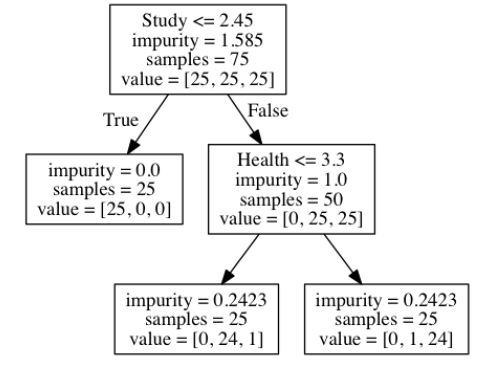 Study <= 2.45
impurity = 1.585
samples = 75
value = [25, 25, 25]
True
False
impurity = 0.0
samples = 25
value = [25, 0, 0]
Health <= 3.3
impurity = 1.0
samples = 50
value = [0, 25, 25]
impurity = 0.2423
samples = 25
value = [0, 24, 1]
impurity = 0.2423
samples = 25
value = [0, 1, 24]